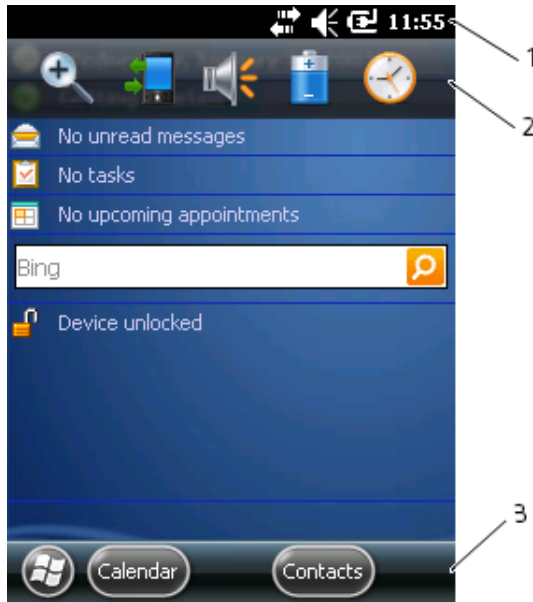 11:55
1
2
No unread messages
No tasks
No upcoming appointments
Bing
Device unlocked
3
Calendar Contacts